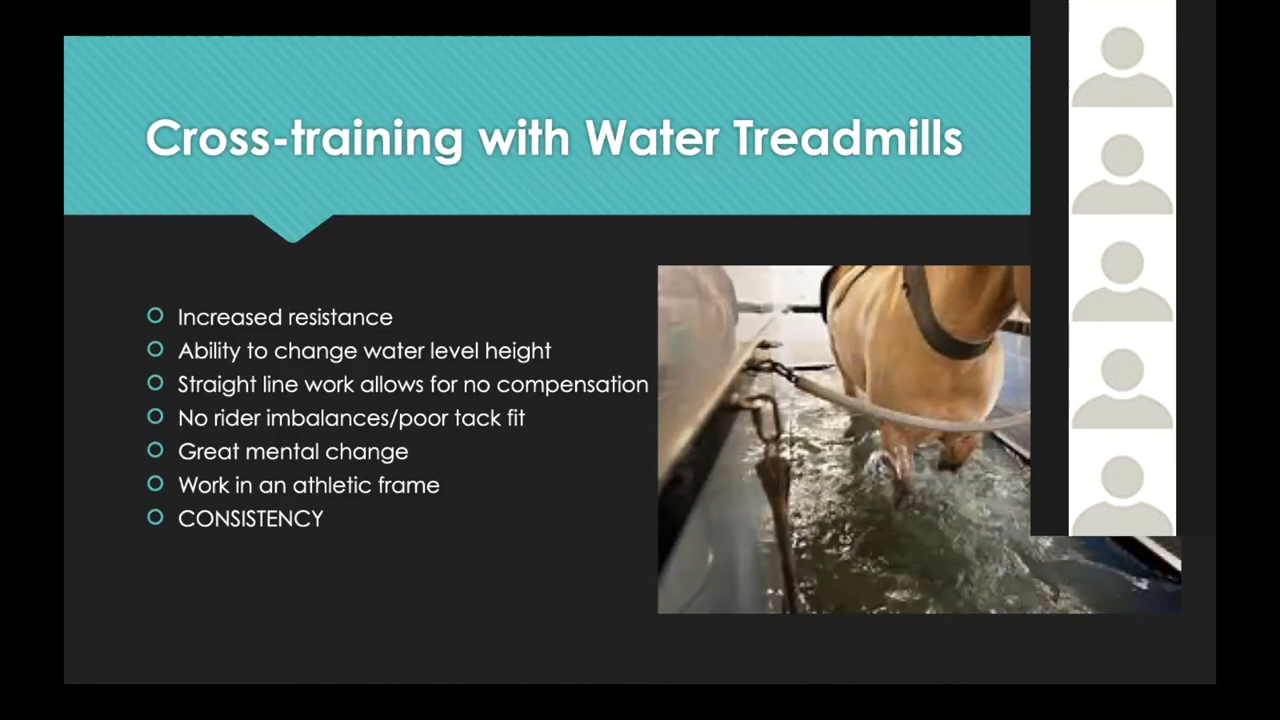 Cross-training with Water Treadmills
Increased resistance
Ability to change water level height
Straight line work allows for no compensation
No rider imbalances/poor tack fit
Great mental change
Work in an athletic frame
CONSISTENCY